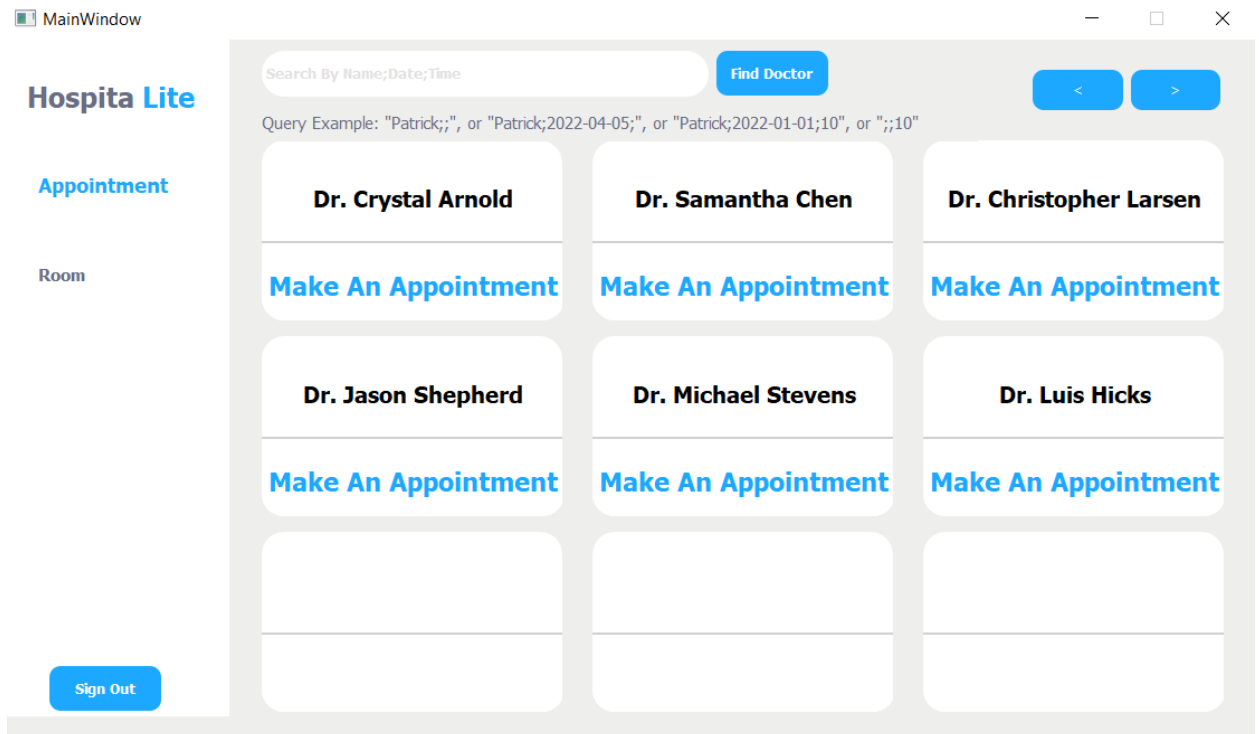 MainWindow
Hospita Lite
Appointment
Room
Sign Out
Search By Name;Date;Time
Find Doctor
< >
Query Example: "Patrick;;", or "Patrick;2022-04-05;", or "Patrick;2022-01-01;10", or ";;10"
Dr. Crystal Arnold
Make An Appointment
Dr. Samantha Chen
Make An Appointment
Dr. Christopher Larsen
Make An Appointment
Dr. Jason Shepherd
Make An Appointment
Dr. Michael Stevens
Make An Appointment
Dr. Luis Hicks
Make An Appointment